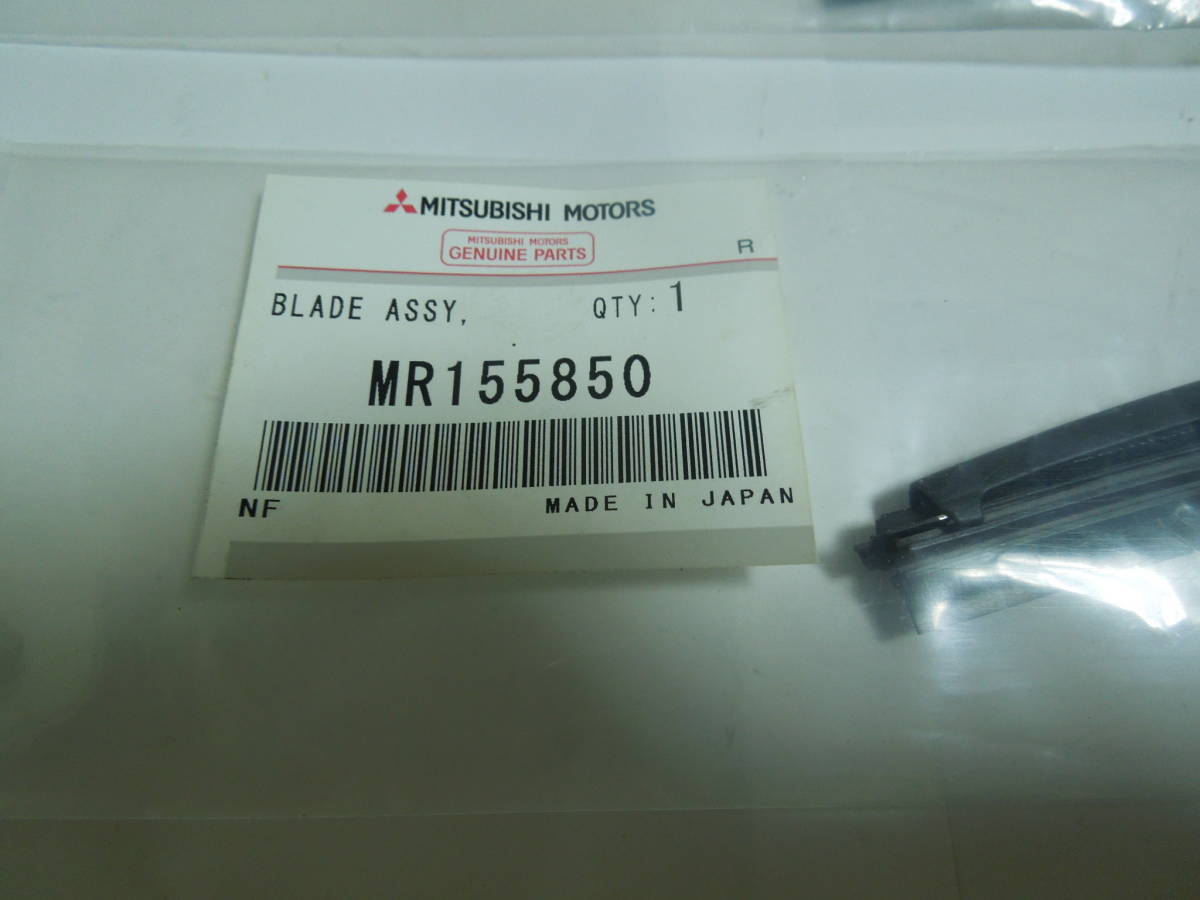 MITSUBISHI MOTORS
MITSUBISHI MOTORS
GENUINE PARTS
R
BLADE ASSY, QTY: 1
MR155850
NF MADE IN JAPAN